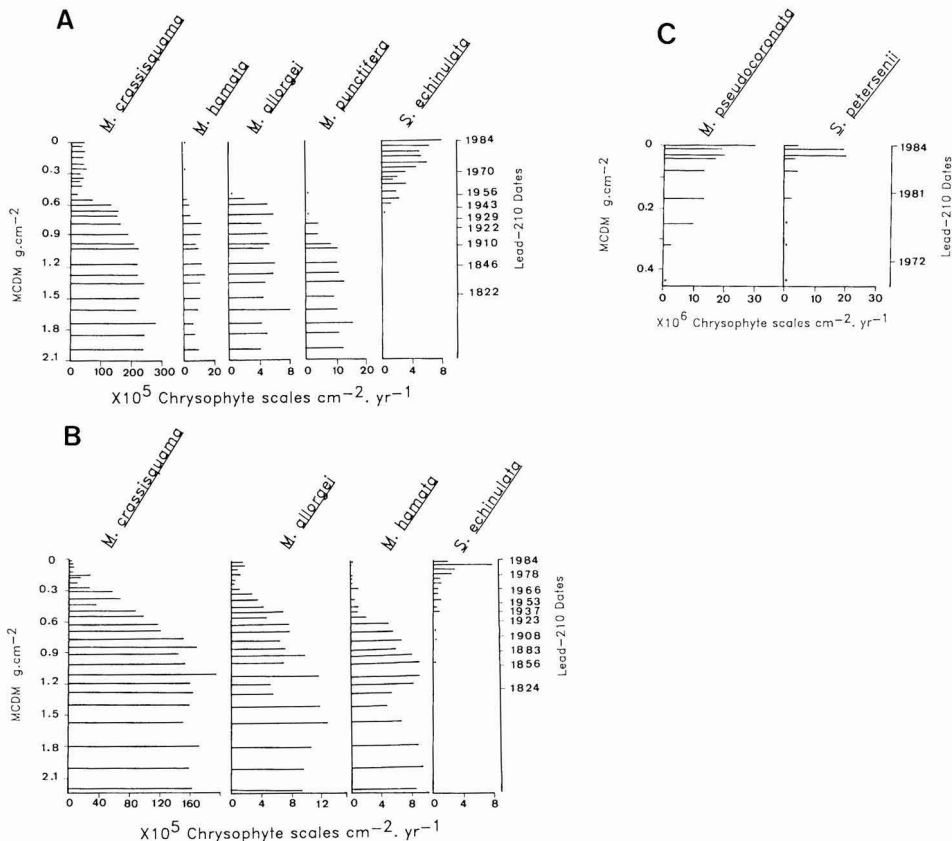 A
M. crassisquama
M. hamata
M. allorgei
M. punctifera
S. echinulata
0
0.3
0.6
0.9
1.2
1.5
1.8
2.1
MCDM g.cm-2
0 100 200 300
0 10
0 4 8
0 10 20
0 4 8
1984
1970
1956
1943
1929
1922
1910
1846
1822
Lead-210 Dates
X10^5 Chrysophyte scales cm-2. yr-1
C
M. pseudocoronata
S. petersenii
0
0.2
0.4
MCDM g.cm-2
0 10 20 30
0 10 20 30
1984
1981
1972
Lead-210 Dates
X10^6 Chrysophyte scales cm-2. yr-1
B
M. crassisquama
M. allorgei
M. hamata
S. echinulata
0
0.3
0.6
0.9
1.2
1.5
1.8
2.1
MCDM g.cm-2
0 40 80 120 160
0 4 8 12
0 4 8
0 4 8
1984
1978
1966
1953
1937
1923
1908
1883
1856
1824
Lead-210 Dates
X10^5 Chrysophyte scales cm-2. yr-1